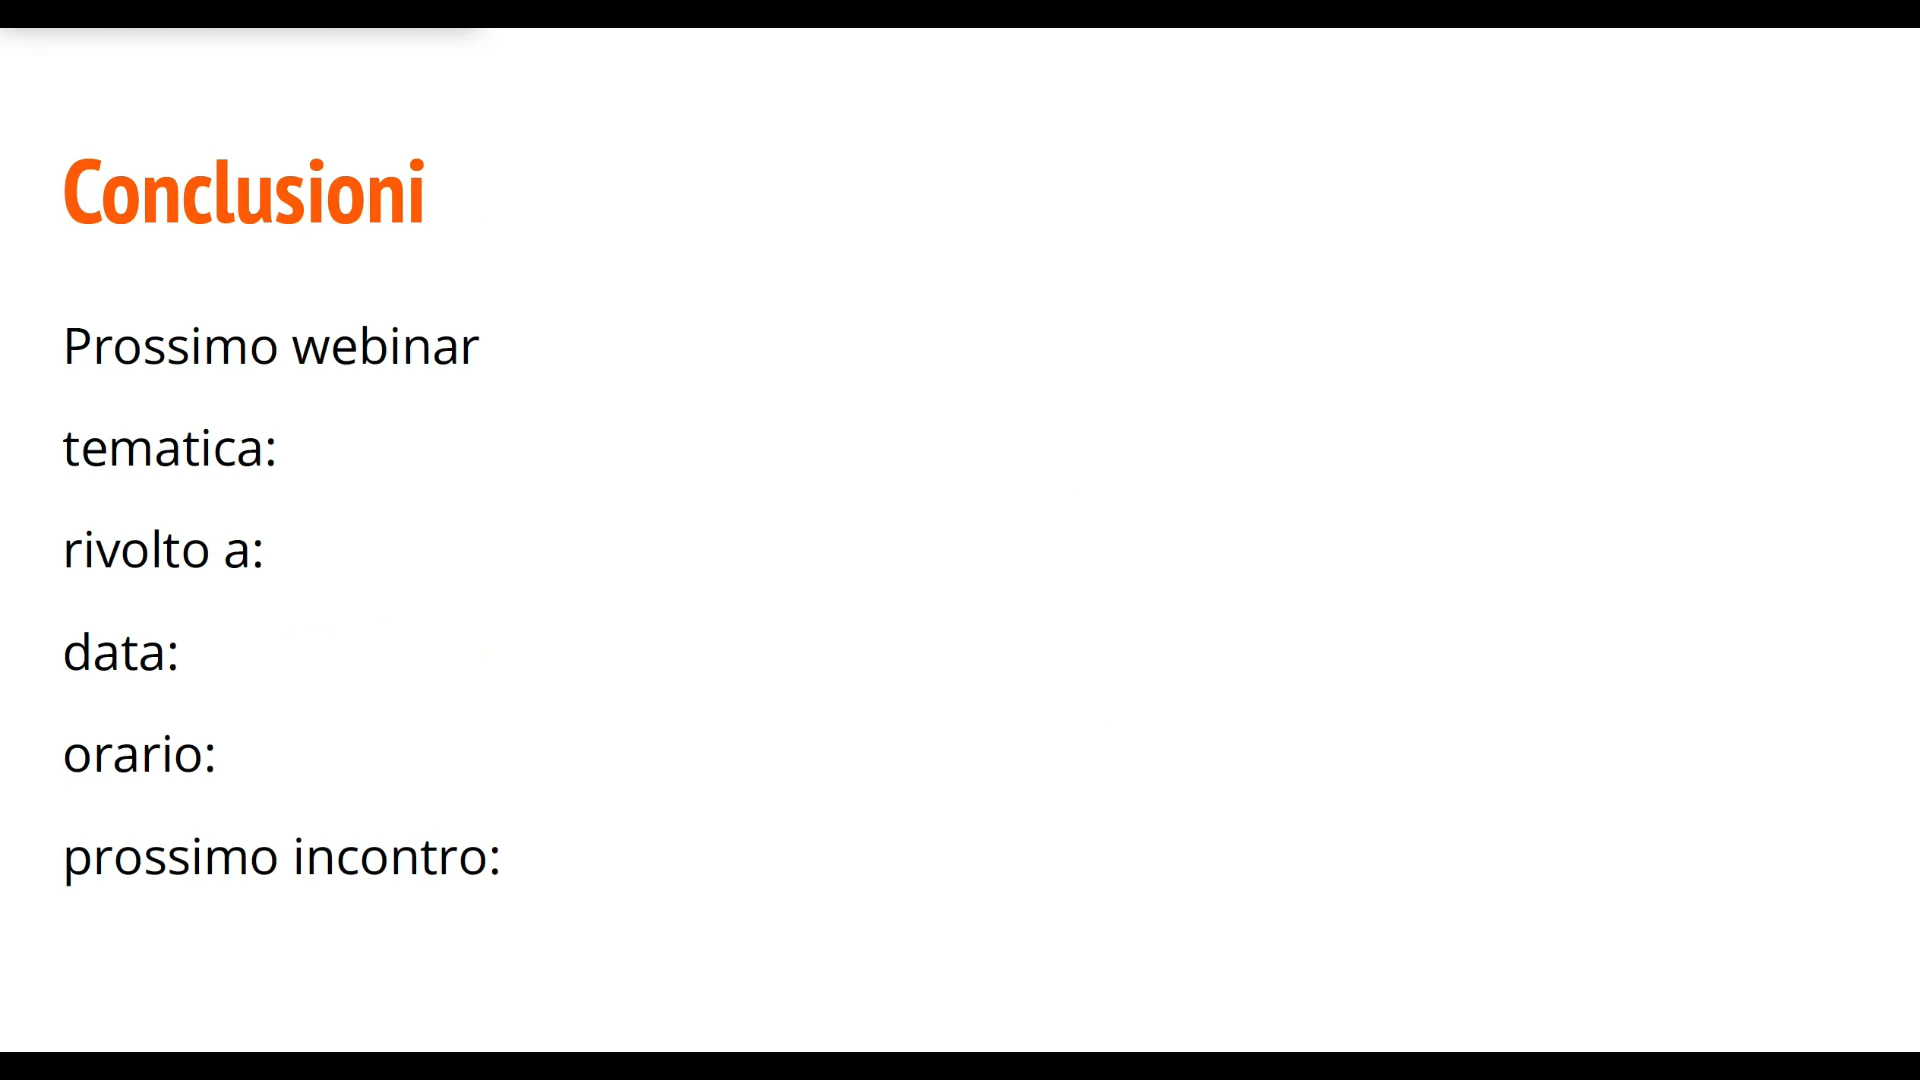 Conclusioni
Prossimo webinar
tematica:
rivolto a:
data:
orario:
prossimo incontro: